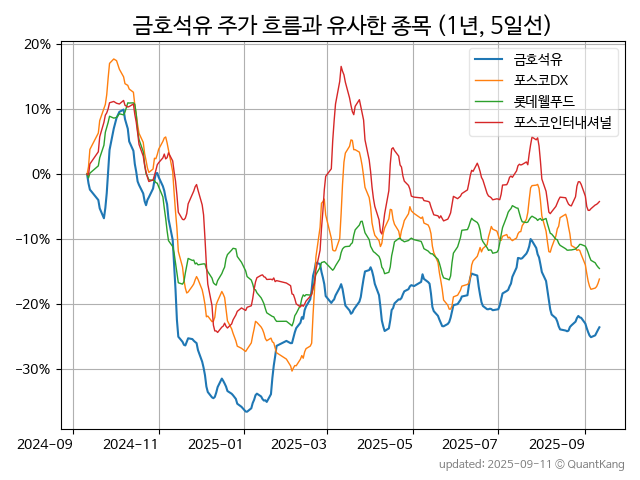 금호석유 주가 흐름과 유사한 종목 (1년, 5일선)
20%
10%
0%
−10%
−20%
−30%
금호석유
포스코DX
롯데웰푸드
포스코인터내셔널
2024-09 2024-11 2025-01 2025-03 2025-05 2025-07 2025-09
updated: 2025-09-11 © QuantKang